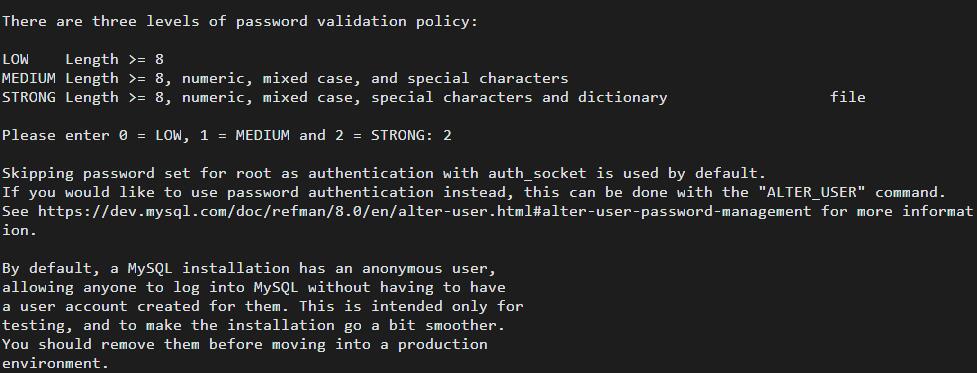 There are three levels of password validation policy:
LOW    Length >= 8
MEDIUM Length >= 8, numeric, mixed case, and special characters
STRONG Length >= 8, numeric, mixed case, special characters and dictionary                  file
Please enter 0 = LOW, 1 = MEDIUM and 2 = STRONG: 2
Skipping password set for root as authentication with auth_socket is used by default.
If you would like to use password authentication instead, this can be done with the "ALTER_USER" command.
See https://dev.mysql.com/doc/refman/8.0/en/alter-user.html#alter-user-password-management for more informat
ion.
By default, a MySQL installation has an anonymous user,
allowing anyone to log into MySQL without having to have
a user account created for them. This is intended only for
testing, and to make the installation go a bit smoother.
You should remove them before moving into a production
environment.